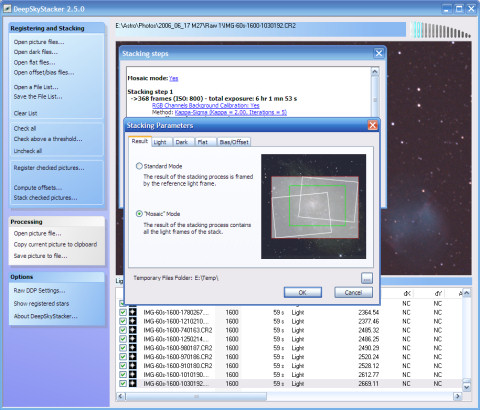 DeepSkyStacker 2.5.0
Registering and Stacking
Open picture files...
Open dark files...
Open flat files...
Open offset/bias files...
Open a File List...
Save the File List...
Clear List
Check all
Check above a threshold...
Uncheck all
Register checked pictures...
Compute offsets...
Stack checked pictures...
Processing
Open picture file...
Copy current picture to clipboard
Save picture to file...
Options
Raw DDP Settings...
Show registered stars
About DeepSkyStacker...
E:\Astro\Photos\2006_06_17 M27\Raw 1\IMG-60s-1600-1030192.CR2
Stacking steps
Mosaic mode: Yes
Stacking step 1
->368 frames (ISO: 800) - total exposure: 6 hr 1 mn 53 s
RGB Channels Background Calibration: Yes
Method: Kappa-Sigma (Kappa = 2.00, Iterations = 5)
Stacking Parameters
Result Light Dark Flat Bias/Offset
Standard Mode
The result of the stacking process is framed
by the reference light frame.
"Mosaic" Mode
The result of the stacking process contains
all the light frames of the stack.
Temporary Files Folder: E:\Temp\
...
OK Cancel
dX dY
IMG-60s-1600-1780267... 1600 59 s Light 2364.54 NC NC
IMG-60s-1600-1210210... 1600 59 s Light 2377.46 NC NC
IMG-60s-1600-740163.CR2 1600 59 s Light 2485.32 NC NC
IMG-60s-1600-1250214... 1600 59 s Light 2486.25 NC NC
IMG-60s-1600-980187.CR2 1600 59 s Light 2490.29 NC NC
IMG-60s-1600-970186.CR2 1600 59 s Light 2520.24 NC NC
IMG-60s-1600-910180.CR2 1600 59 s Light 2528.12 NC NC
IMG-60s-1600-1010190... 1600 59 s Light 2612.77 NC NC
IMG-60s-1600-1030192... 1600 59 s Light 2669.11 NC NC